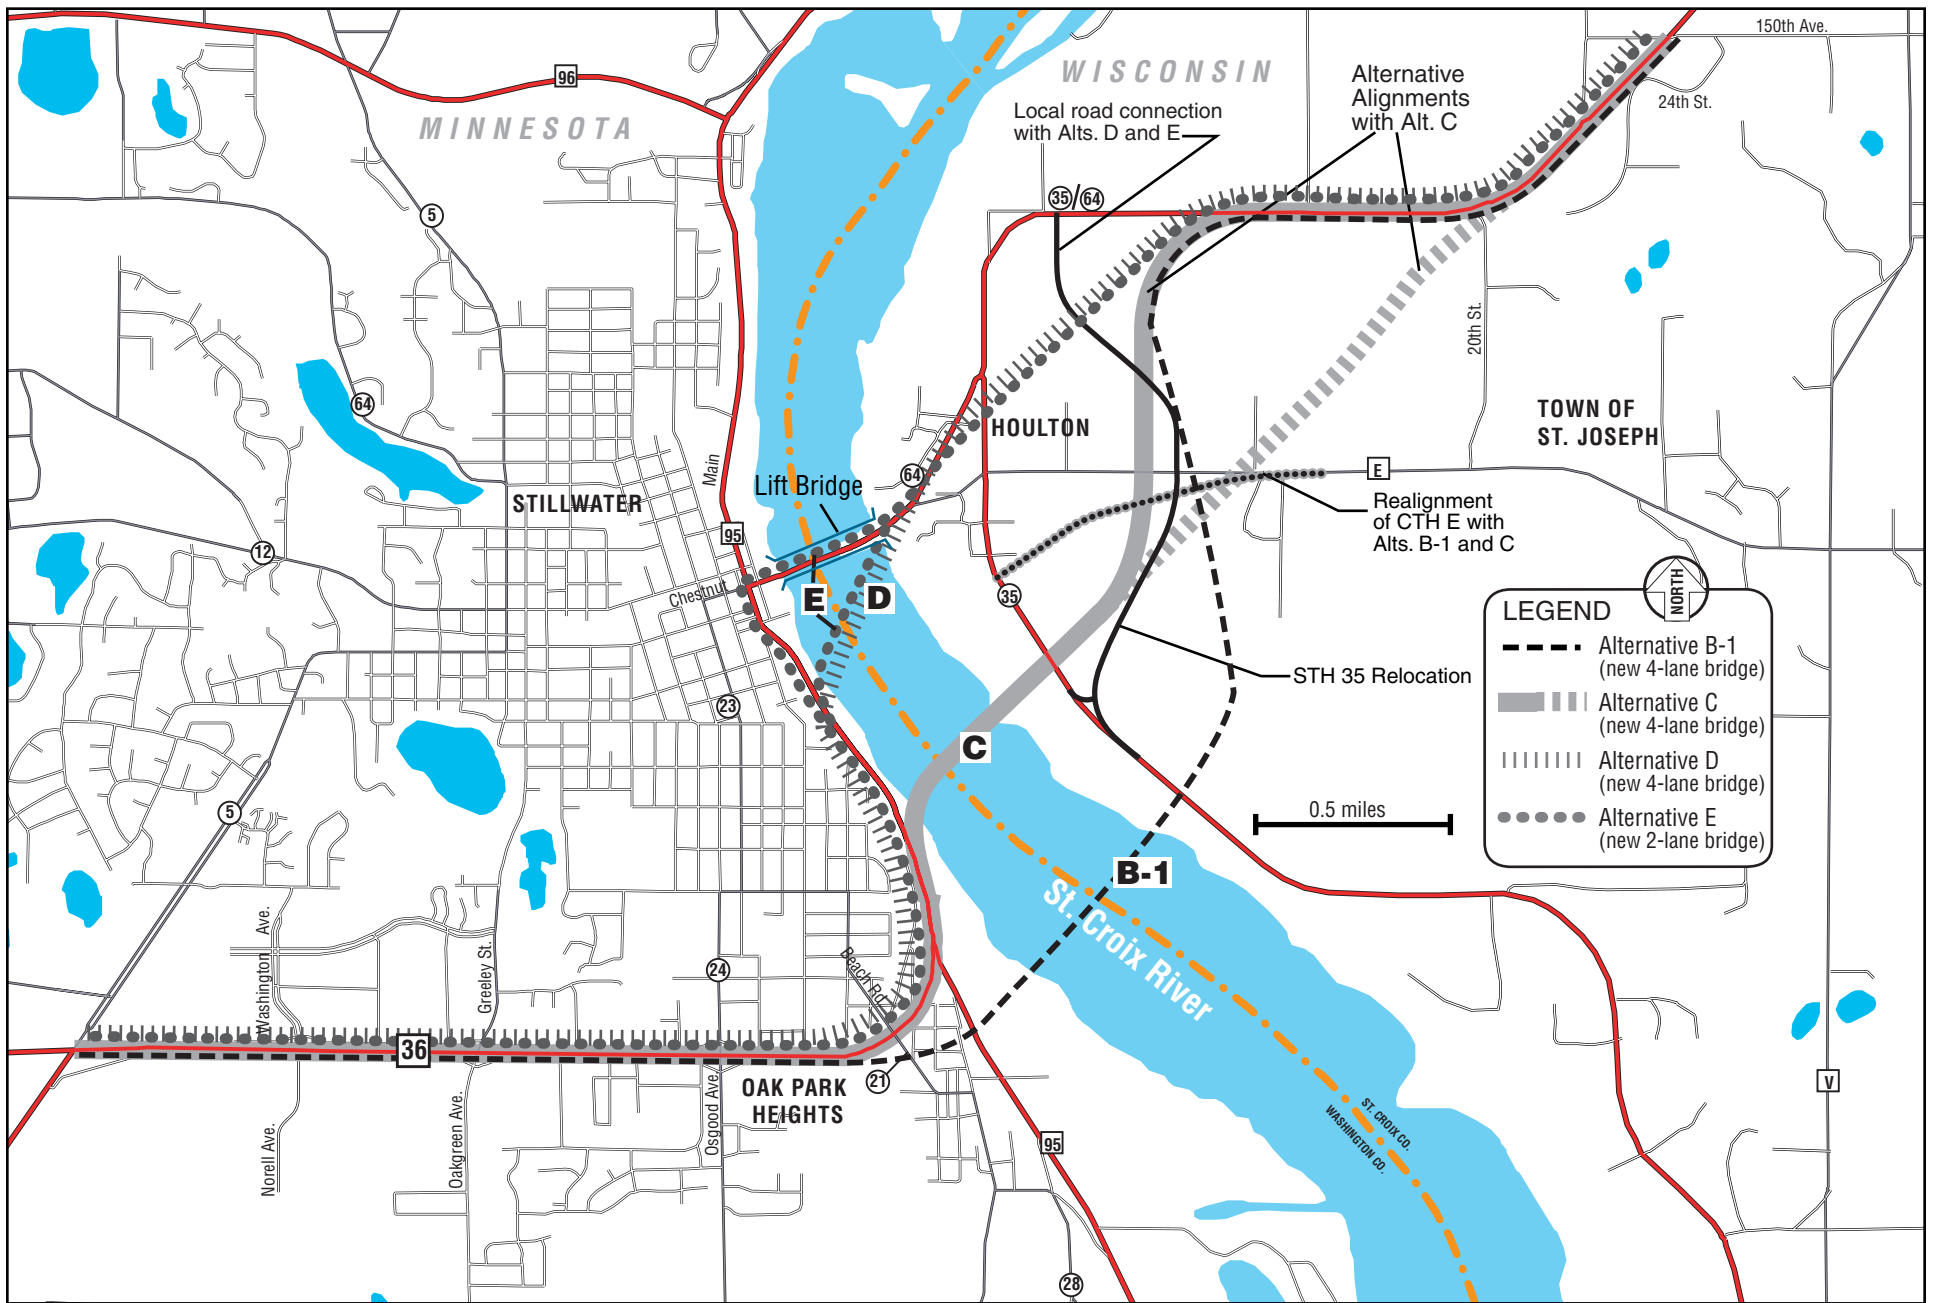 150th Ave.
WISCONSIN
Alternative
Alignments
with Alt. C
24th St.
96
Local road connection
with Alts. D and E
MINNESOTA
35/64
5
20th St.
64
TOWN OF
ST. JOSEPH
HOULTON
Main
64
E
Lift Bridge
STILLWATER
Realignment
of CTH E with
Alts. B-1 and C
95
12
Chestnut
E
D
35
NORTH
LEGEND
Alternative B-1
(new 4-lane bridge)
Alternative C
(new 4-lane bridge)
Alternative D
(new 4-lane bridge)
Alternative E
(new 2-lane bridge)
STH 35 Relocation
23
C
5
0.5 miles
B-1
St. Croix River
Washington Ave.
Greeley St.
24
Beach Rd.
36
21
OAK PARK
HEIGHTS
V
Norell Ave.
Oakgreen Ave.
Osgood Ave.
95
ST. CROIX CO.
WASHINGTON CO.
28